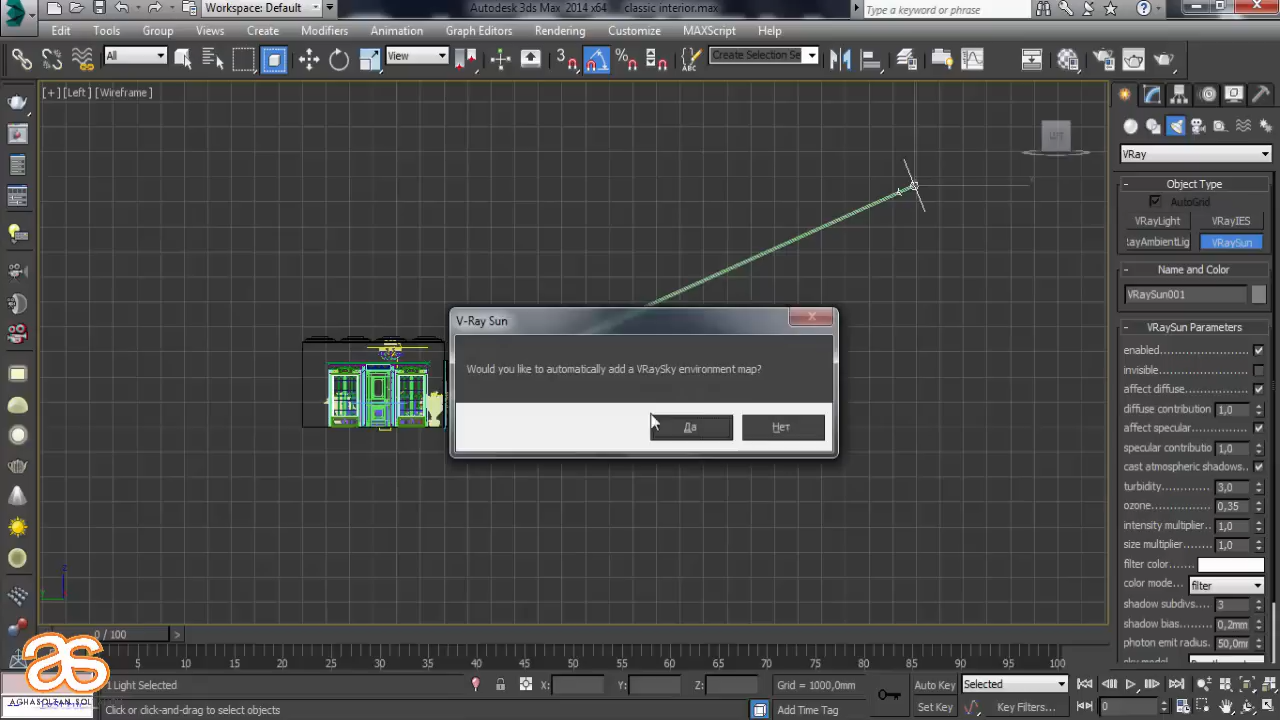 Workspace: Default
Autodesk 3ds Max 2014 x64
classic interior.max
Type a keyword or phrase
Edit
Tools
Group
Views
Create
Modifiers
Animation
Graph Editors
Rendering
Customize
MAXScript
Help
All
View
3
Create Selection Se
[+] [Left] [Wireframe]
VRay
- Object Type
AutoGrid
VRayLight
VRayIES
ayAmbientLig
VRaySun
- Name and Color
VRaySun001
- VRaySun Parameters
enabled
invisible
affect diffuse
diffuse contribution 1,0
affect specular
specular contributio 1,0
cast atmospheric shadows
turbidity 3,0
ozone 0,35
intensity multiplier 1,0
size multiplier 1,0
filter color
color mode filter
shadow subdivs 3
shadow bias 0,2mm
photon emit radius 50,0m
V-Ray Sun
Would you like to automatically add a VRaySky environment map?
Да
Нет
z
0 / 100
5 10 15 20 25 30 35 40 45 50 55 60 65 70 75 80 85 90 95 100
1 Light Selected
X:
Y:
Z:
Grid = 1000,0mm
Auto Key
Selected
Click or click-and-drag to select objects
Add Time Tag
Set Key
Key Filters...
0
as
AGHASOLTAN.SOL